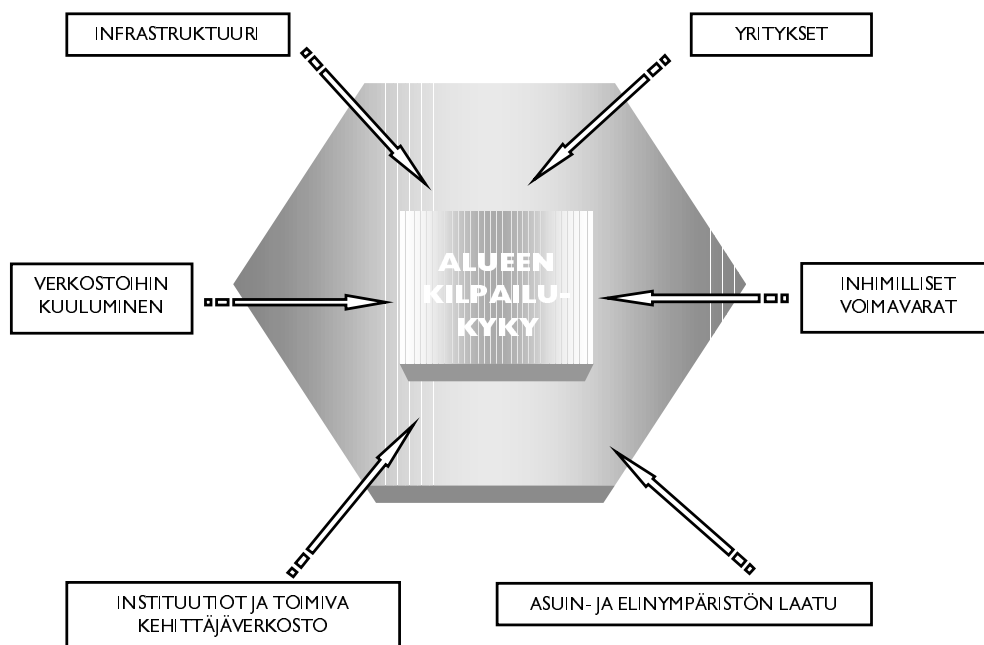 INFRASTRUKTUURI
YRITYKSET
ALUEEN
KILPAILU-
KYKY
VERKOSTOIHIN
KUULUMINEN
INHIMILLISET
VOIMAVARAT
INSTITUUTIOT JA TOIMIVA
KEHITTÄJÄVERKOSTO
ASUIN- JA ELINYMPÄRISTÖN LAATU